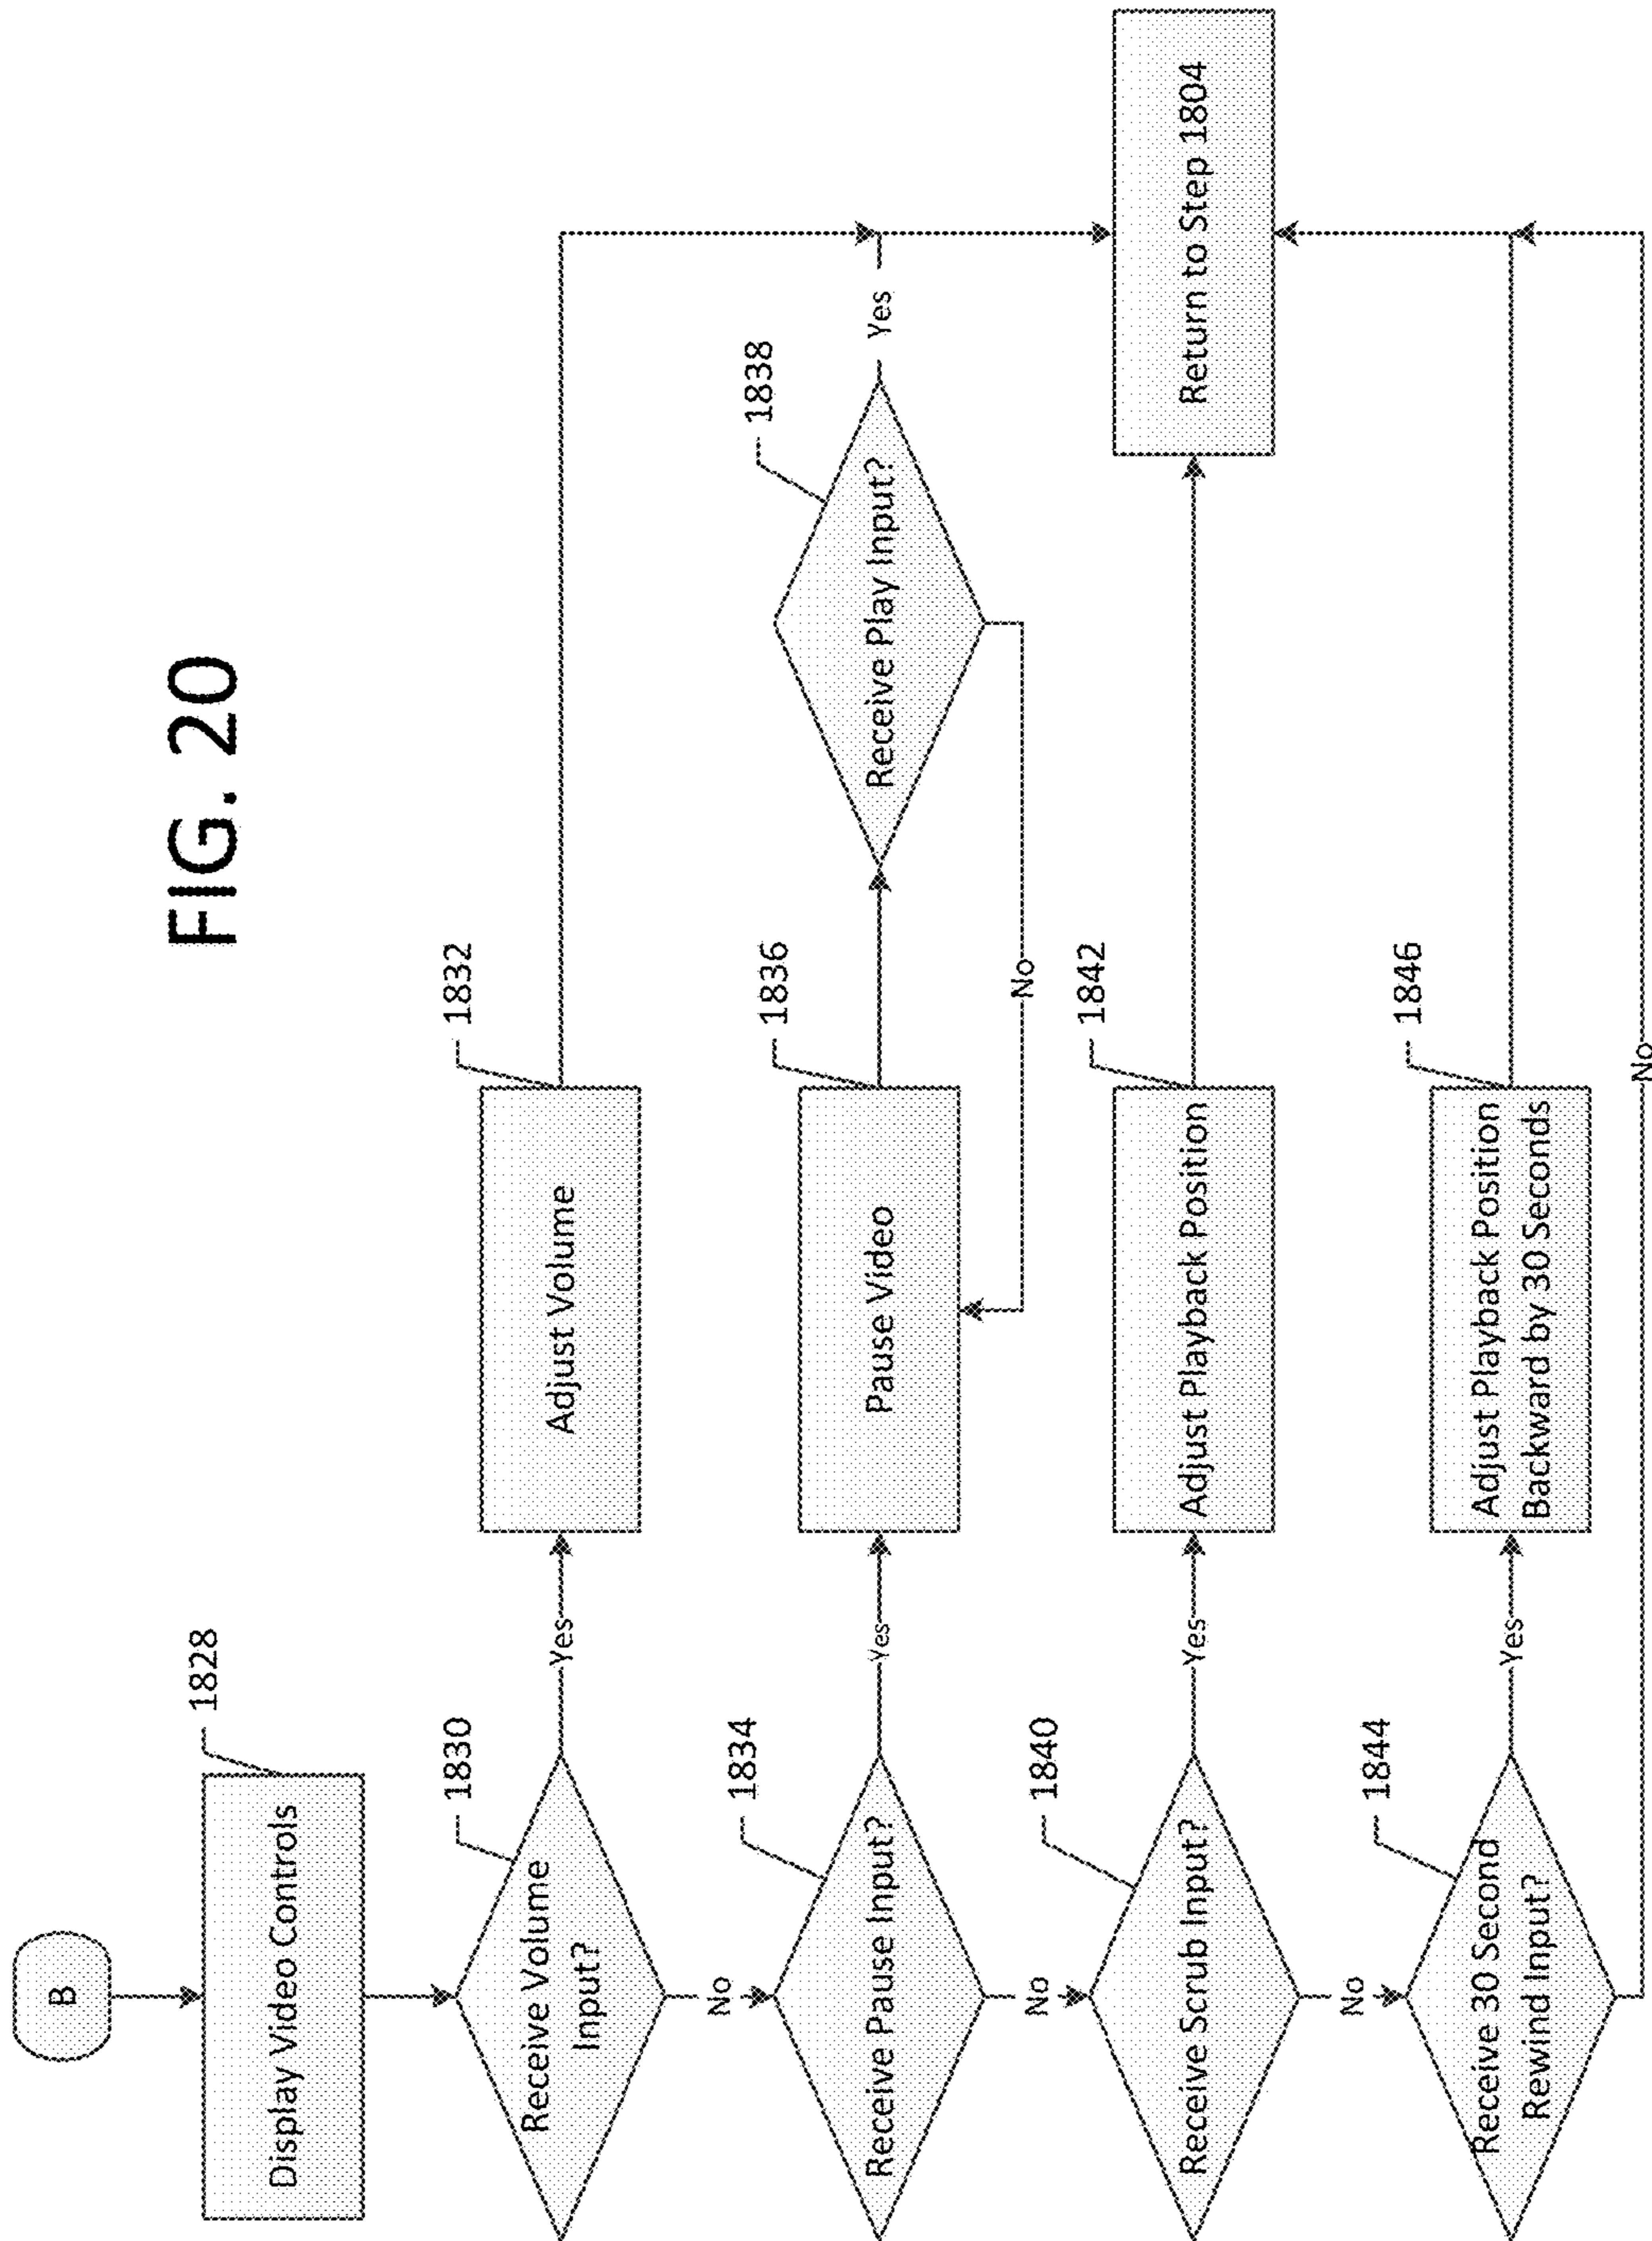 FIG. 20
B
1828
Display Video Controls
1830
Receive Volume
Input?
Yes
1832
Adjust Volume
No
1834
Receive Pause Input?
Yes
1836
Pause Video
1838
Receive Play Input?
Yes
No
No
1840
Receive Scrub Input?
Yes
1842
Adjust Playback Position
Return to Step 1804
No
1844
Receive 30 Second
Rewind Input?
Yes
1846
Adjust Playback Position
Backward by 30 Seconds
No